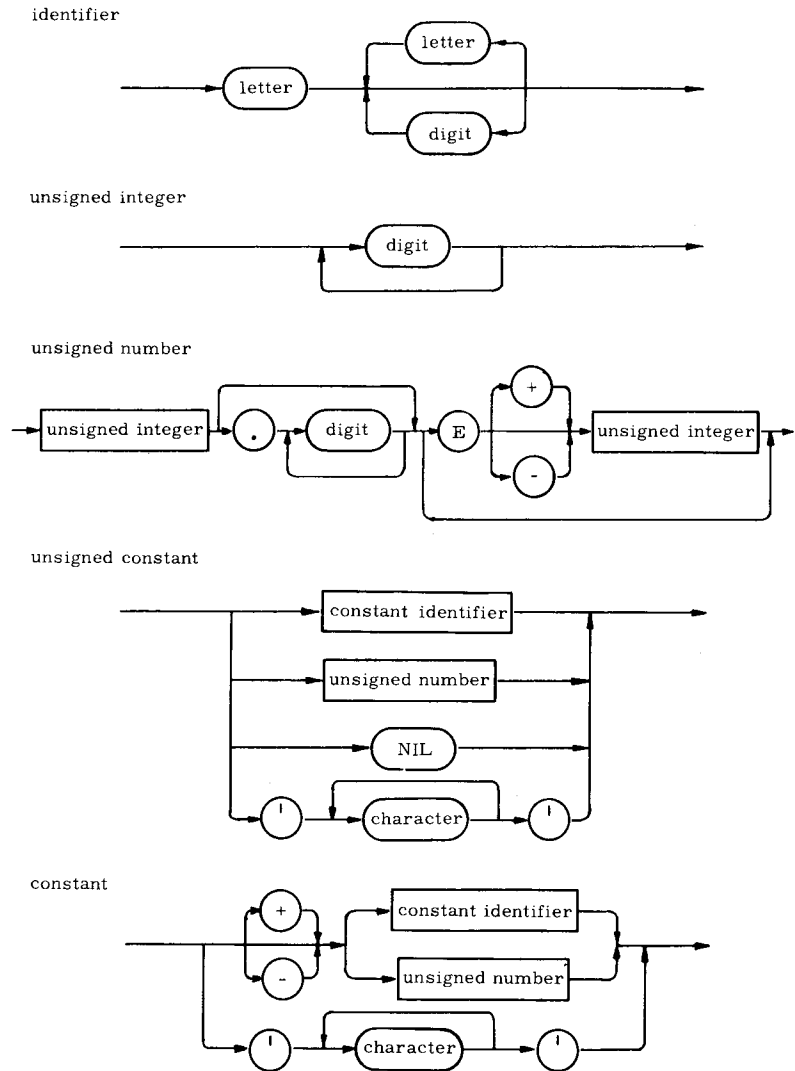 identifier
letter
letter
digit
unsigned integer
digit
unsigned number
+
unsigned integer . digit E unsigned integer
-
unsigned constant
constant identifier
unsigned number
NIL
' character '
constant
+
constant identifier
-
unsigned number
' character '